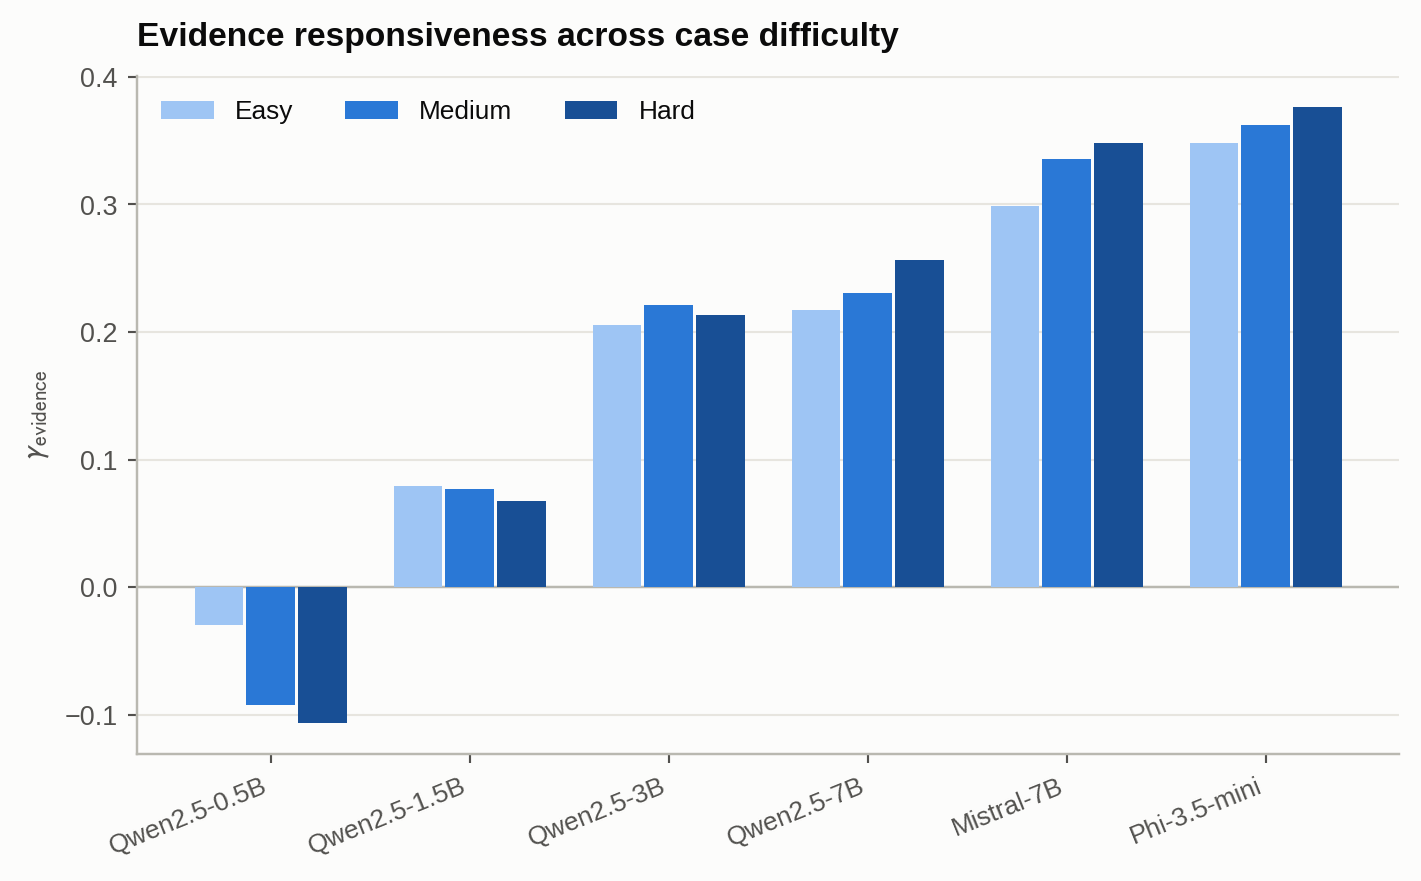 Evidence responsiveness across case difficulty
Easy Medium Hard
0.4
0.3
0.2
0.1
0.0
−0.1
γevidence
Qwen2.5-0.5B
Qwen2.5-1.5B
Qwen2.5-3B
Qwen2.5-7B
Mistral-7B
Phi-3.5-mini